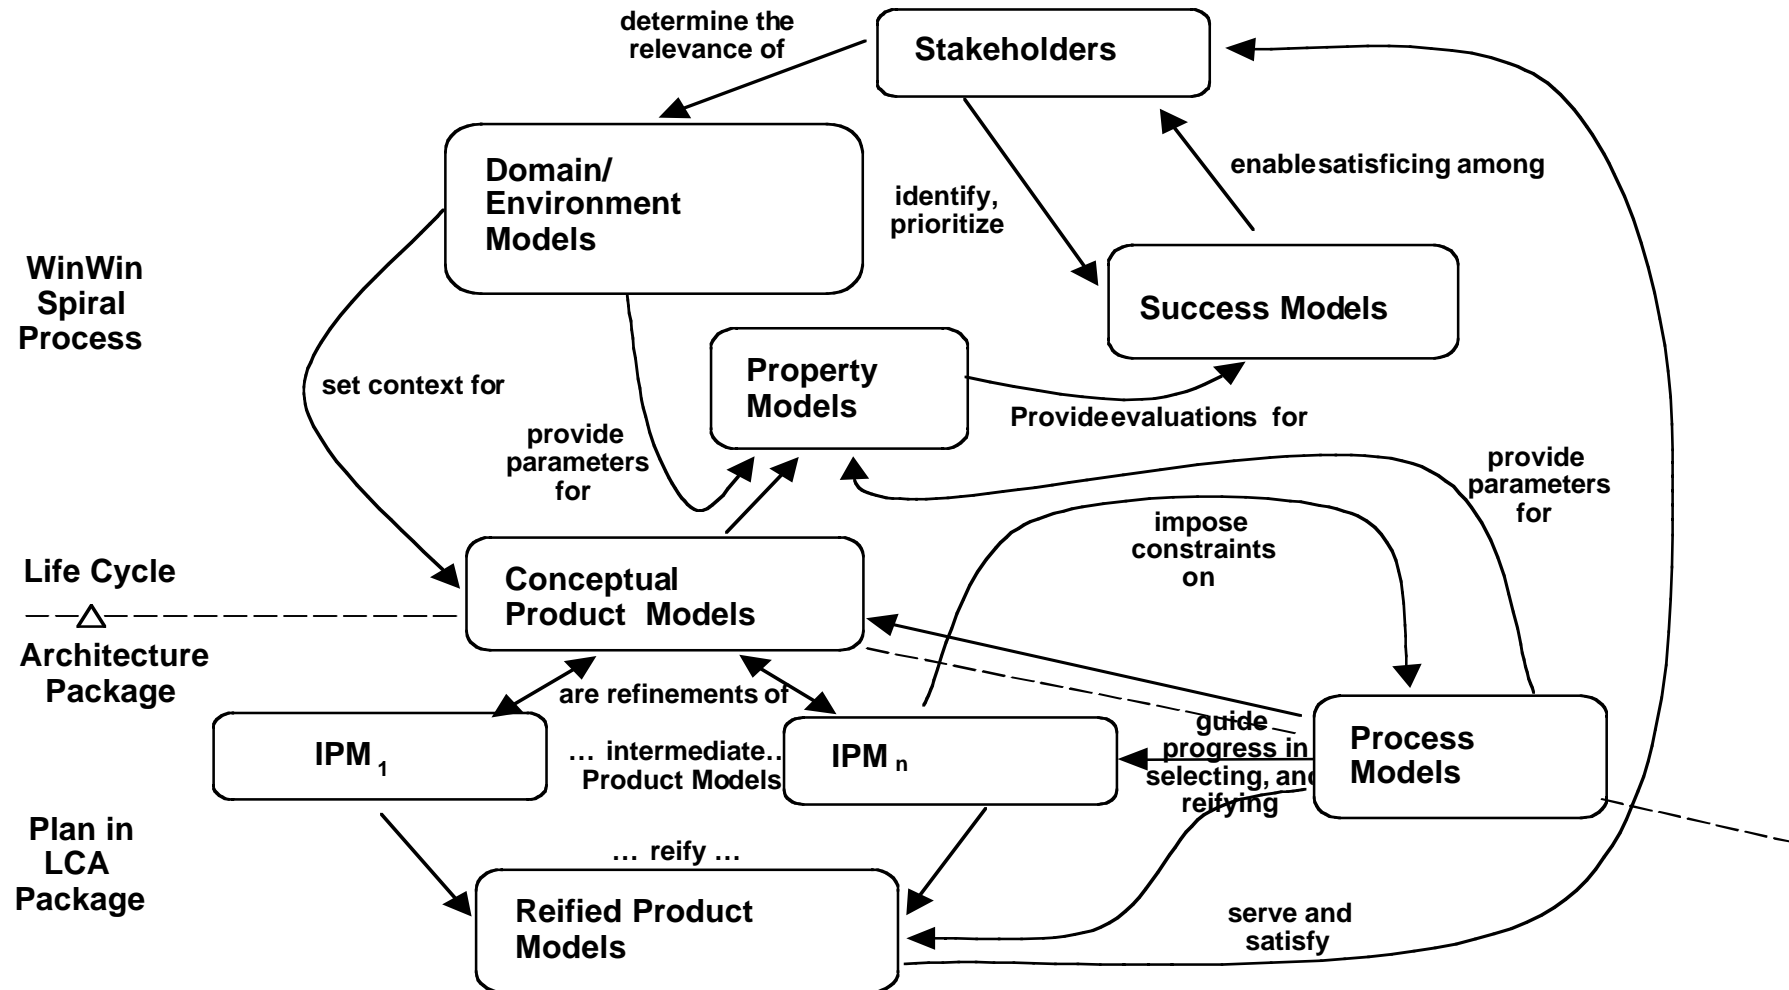 determine the
relevance of
Stakeholders
Domain/
Environment
Models
enablesatisficing among
identify,
prioritize
WinWin
Spiral
Process
Success Models
set context for
Property
Models
Provideevaluations for
provide
parameters
for
provide
parameters
for
impose
constraints
on
Life Cycle
Conceptual
Product Models
Architecture
Package
are refinements of
IPM 1
… intermediate…
Product Models
IPM n
guide
progress in
selecting, and
reifying
Process
Models
Plan in
LCA
Package
… reify …
Reified Product
Models
serve and
satisfy